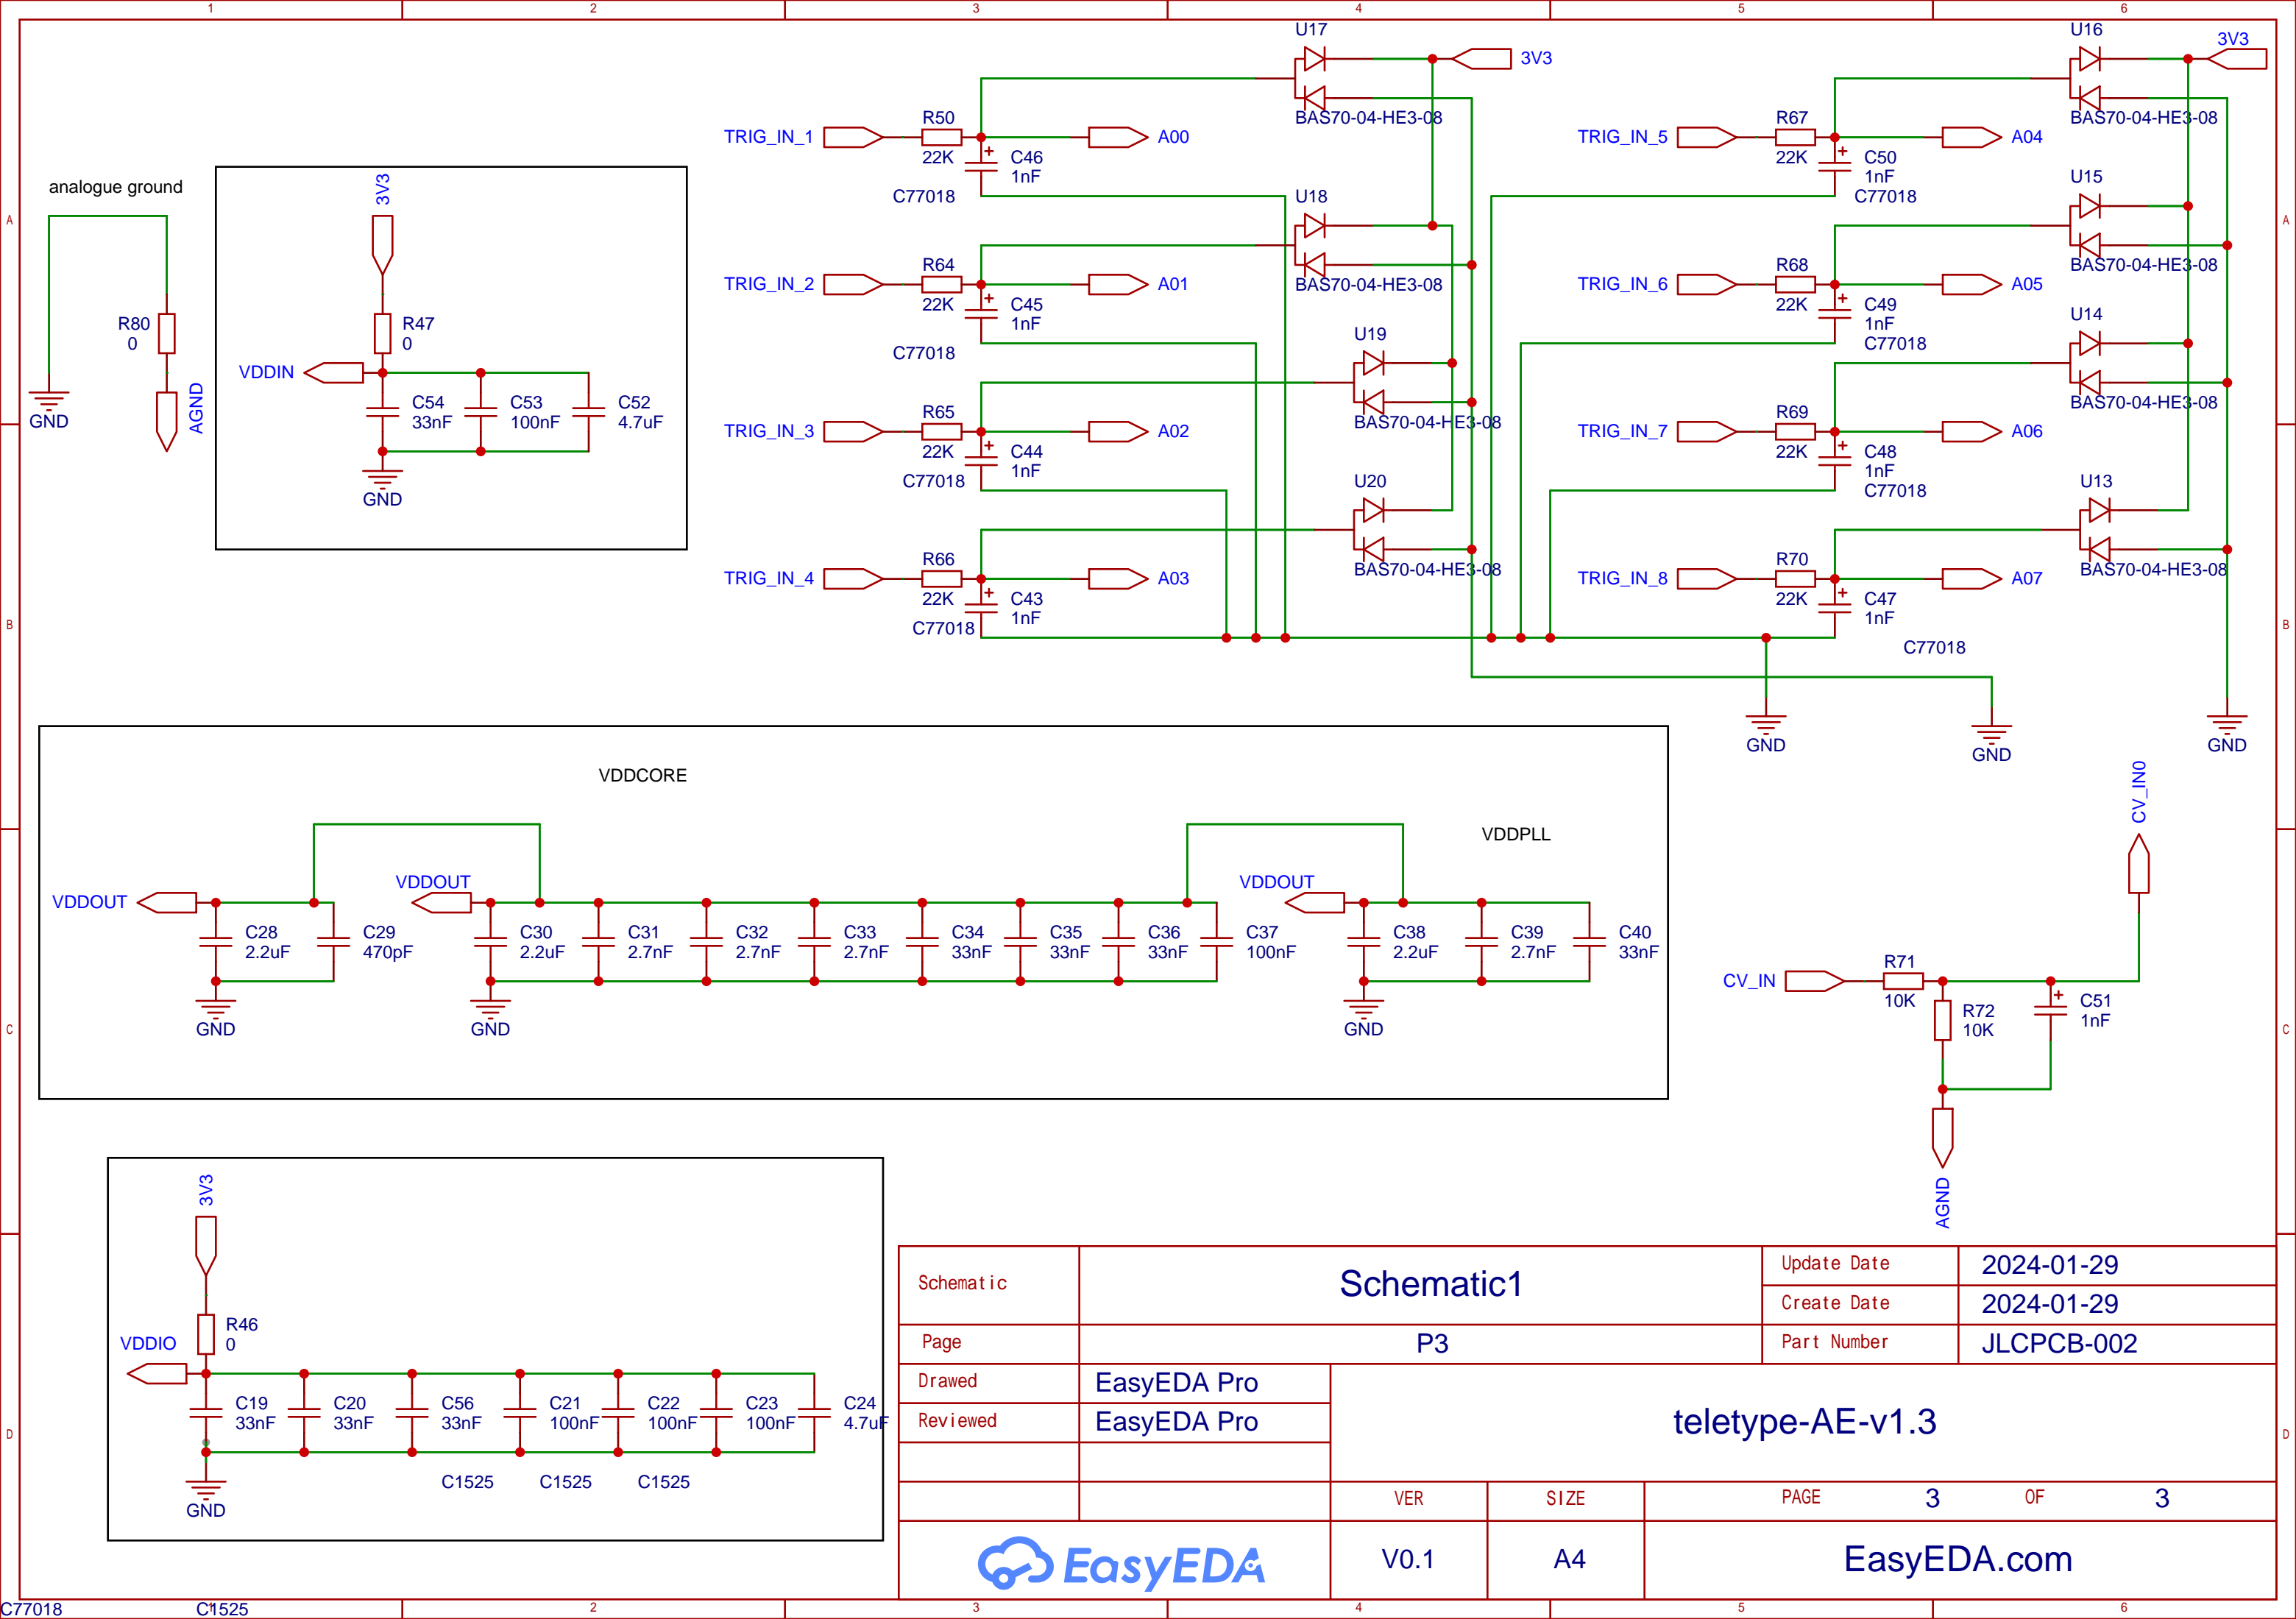 1 2 3 4 5 6
A
B
C
D
A
B
C
D
analogue ground
R80
0
GND
AGND
3V3
R47
0
VDDIN
C54
33nF
C53
100nF
C52
4.7uF
GND
TRIG_IN_1
R50
22K
C46
1nF
C77018
A00
U17
BAS70-04-HE3-08
3V3
TRIG_IN_2
R64
22K
C45
1nF
C77018
A01
U18
BAS70-04-HE3-08
TRIG_IN_3
R65
22K
C44
1nF
C77018
A02
U19
BAS70-04-HE3-08
TRIG_IN_4
R66
22K
C43
1nF
C77018
A03
U20
BAS70-04-HE3-08
TRIG_IN_5
R67
22K
C50
1nF
C77018
A04
U16
BAS70-04-HE3-08
3V3
TRIG_IN_6
R68
22K
C49
1nF
C77018
A05
U15
BAS70-04-HE3-08
TRIG_IN_7
R69
22K
C48
1nF
C77018
A06
U14
BAS70-04-HE3-08
TRIG_IN_8
R70
22K
C47
1nF
C77018
A07
U13
BAS70-04-HE3-08
GND
GND
GND
VDDCORE
VDDPLL
VDDOUT
C28
2.2uF
C29
470pF
GND
VDDOUT
C30
2.2uF
C31
2.7nF
C32
2.7nF
C33
2.7nF
C34
33nF
C35
33nF
C36
33nF
C37
100nF
GND
VDDOUT
C38
2.2uF
C39
2.7nF
C40
33nF
GND
CV_IN0
CV_IN
R71
10K
R72
10K
C51
1nF
AGND
3V3
R46
0
VDDIO
C19
33nF
C20
33nF
C56
33nF
C21
100nF
C22
100nF
C23
100nF
C24
4.7uF
C1525 C1525 C1525
GND
Schematic
Schematic1
Update Date 2024-01-29
Create Date 2024-01-29
Page P3
Part Number JLCPCB-002
Drawed EasyEDA Pro
Reviewed EasyEDA Pro
teletype-AE-v1.3
VER SIZE PAGE 3 OF 3
EasyEDA
V0.1 A4 EasyEDA.com
C77018 C1525
1 2 3 4 5 6